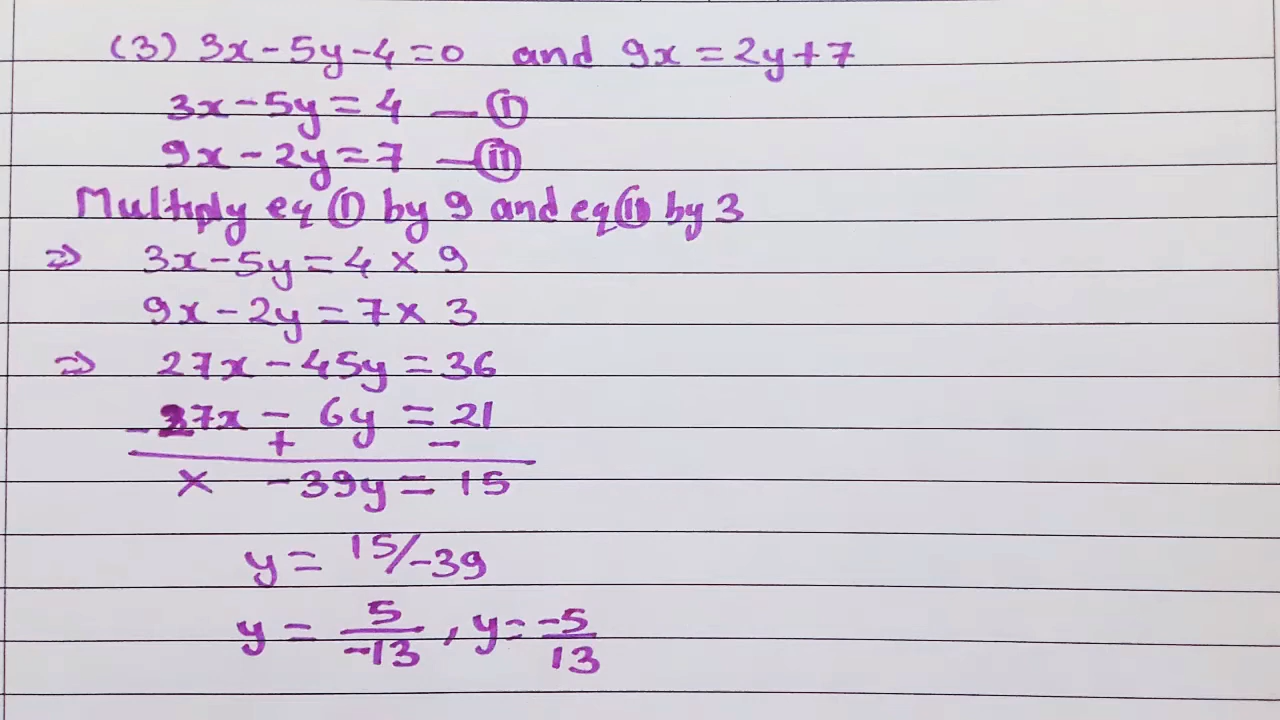 (3) 3x-5y-4=0 and 9x=2y+7
3x-5y=4 —(i)
9x-2y=7 —(ii)
Multiply eq (i) by 9 and eq (ii) by 3
⇒ 3x-5y=4 × 9
9x-2y=7 × 3
⇒ 27x-45y=36
-27x - 6y = 21
+ -
× -39y = 15
y = 15/-39
y = 5/-13, y = -5/13